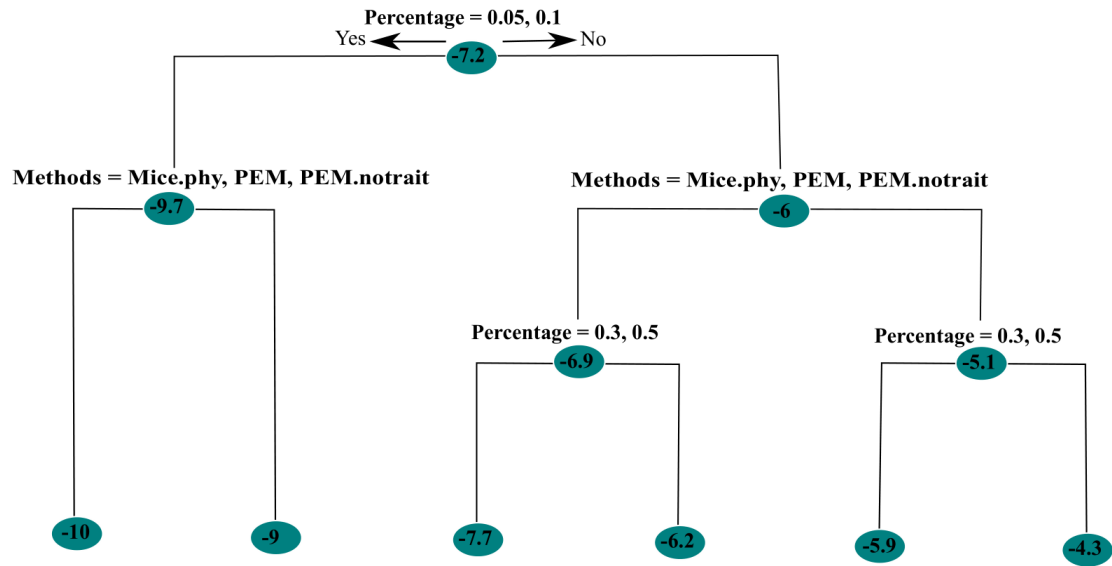 Percentage = 0.05, 0.1
Yes No
-7.2
Methods = Mice.phy, PEM, PEM.notrait
Methods = Mice.phy, PEM, PEM.notrait
-9.7
-6
Percentage = 0.3, 0.5
Percentage = 0.3, 0.5
-6.9
-5.1
-10
-9
-7.7
-6.2
-5.9
-4.3